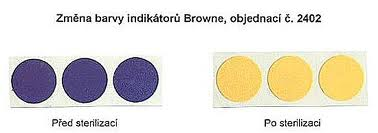 Změna barvy indikátorů Browne, objednací č. 2402
Před sterilizací
Po sterilizaci